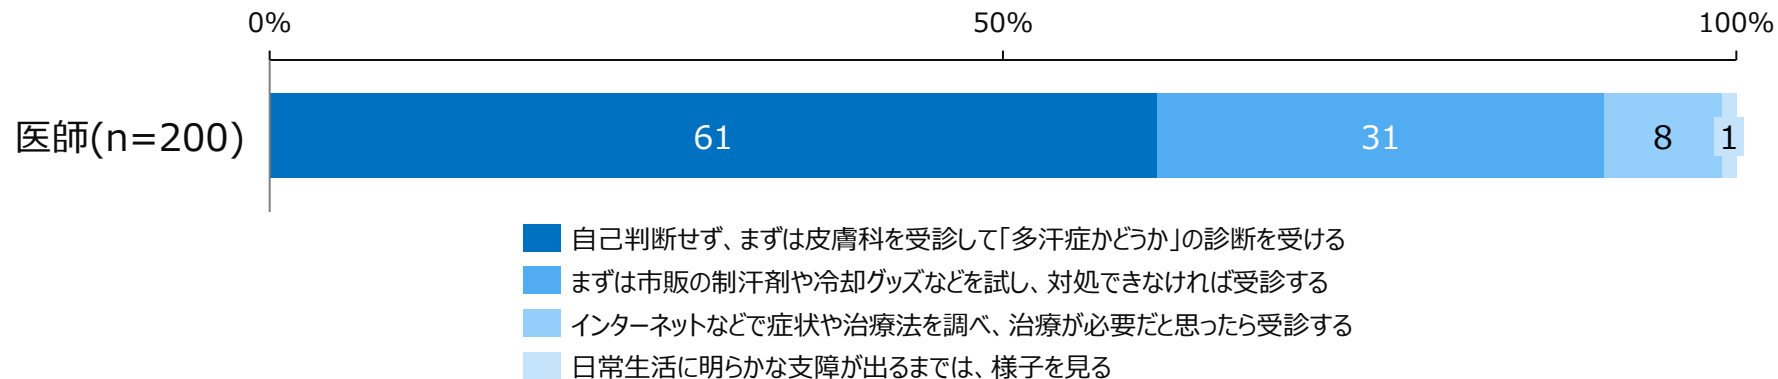 0% 50% 100%
医師(n=200) 61 31 8 1
自己判断せず、まずは皮膚科を受診して「多汗症かどうか」の診断を受ける
まずは市販の制汗剤や冷却グッズなどを試し、対処できなければ受診する
インターネットなどで症状や治療法を調べ、治療が必要だと思ったら受診する
日常生活に明らかな支障が出るまでは、様子を見る